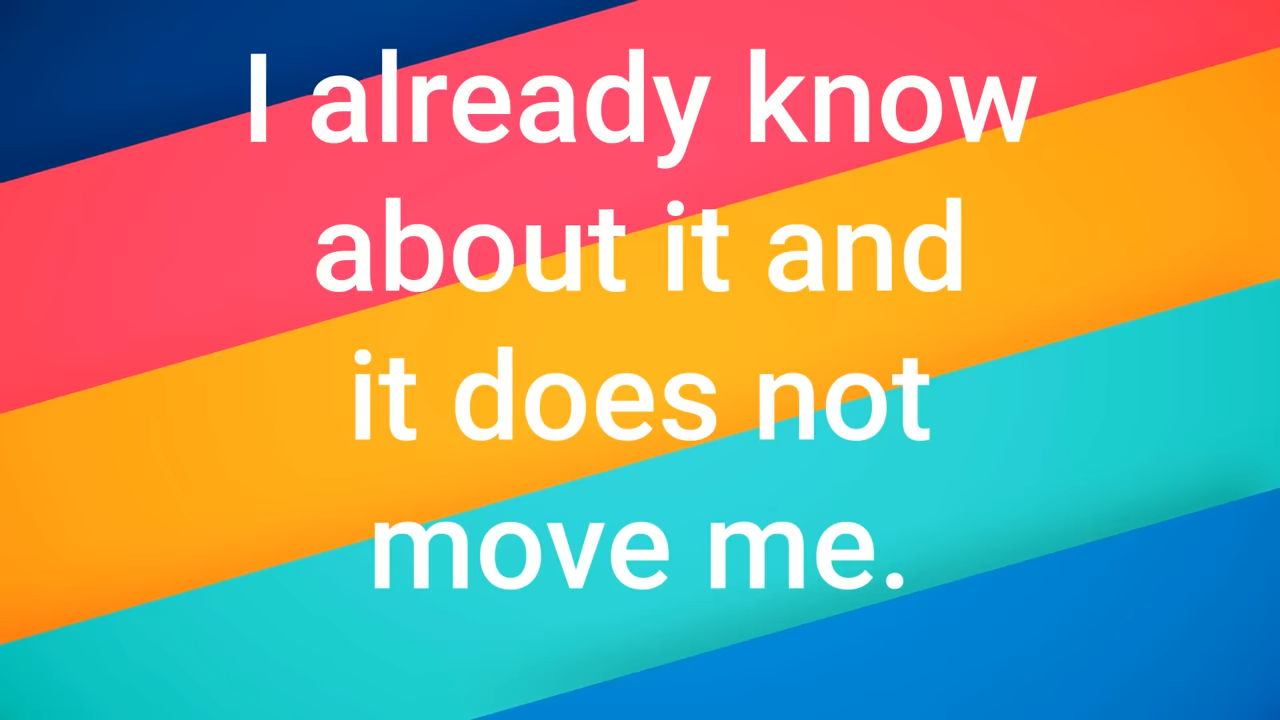 I already know
about it and
it does not
move me.